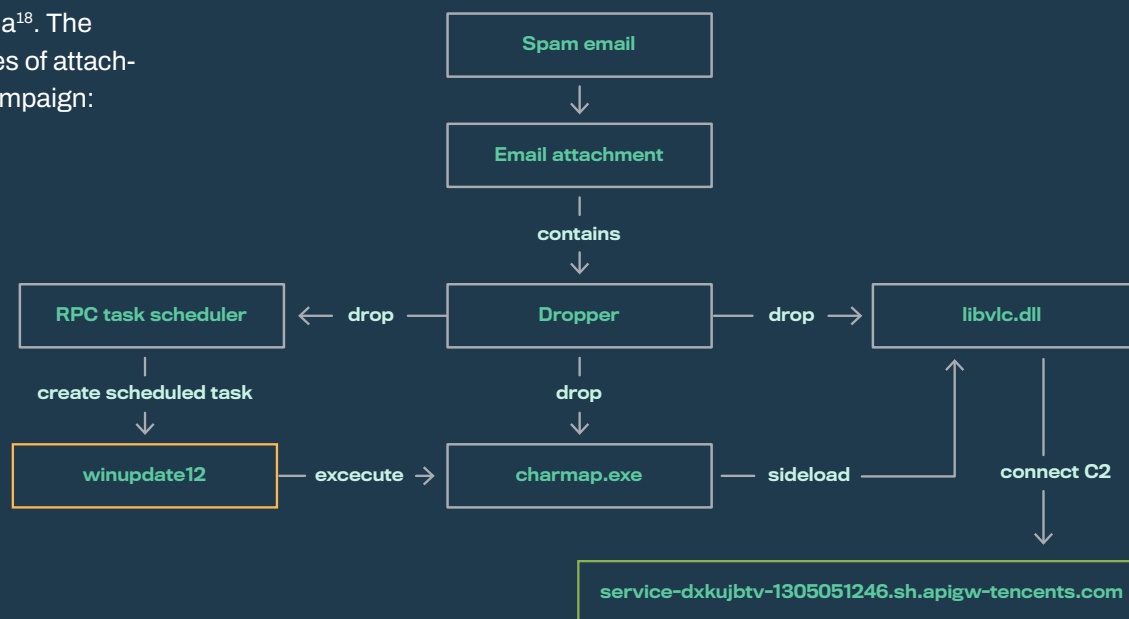 a¹⁸. The
es of attach-
mpaign:
Spam email
Email attachment
contains
RPC task scheduler
drop
Dropper
drop
libvlc.dll
create scheduled task
drop
winupdate12
excecute
charmap.exe
sideload
connect C2
service-dxkujbtv-1305051246.sh.apigw-tencents.com